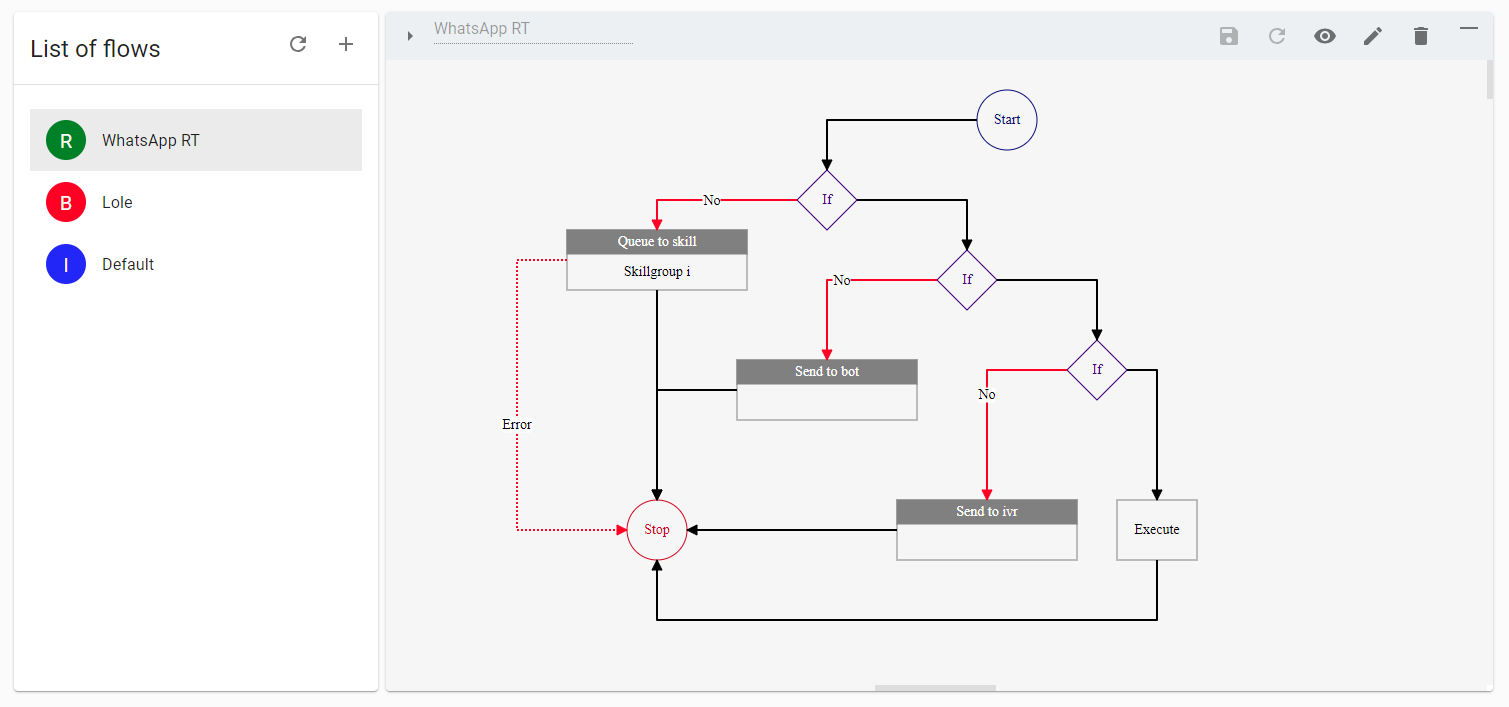 List of flows
R
WhatsApp RT
B
Lole
I
Default
WhatsApp RT
Start
If
No
Queue to skill
Skillgroup i
If
No
Send to bot
If
No
Error
Send to ivr
Stop
Execute